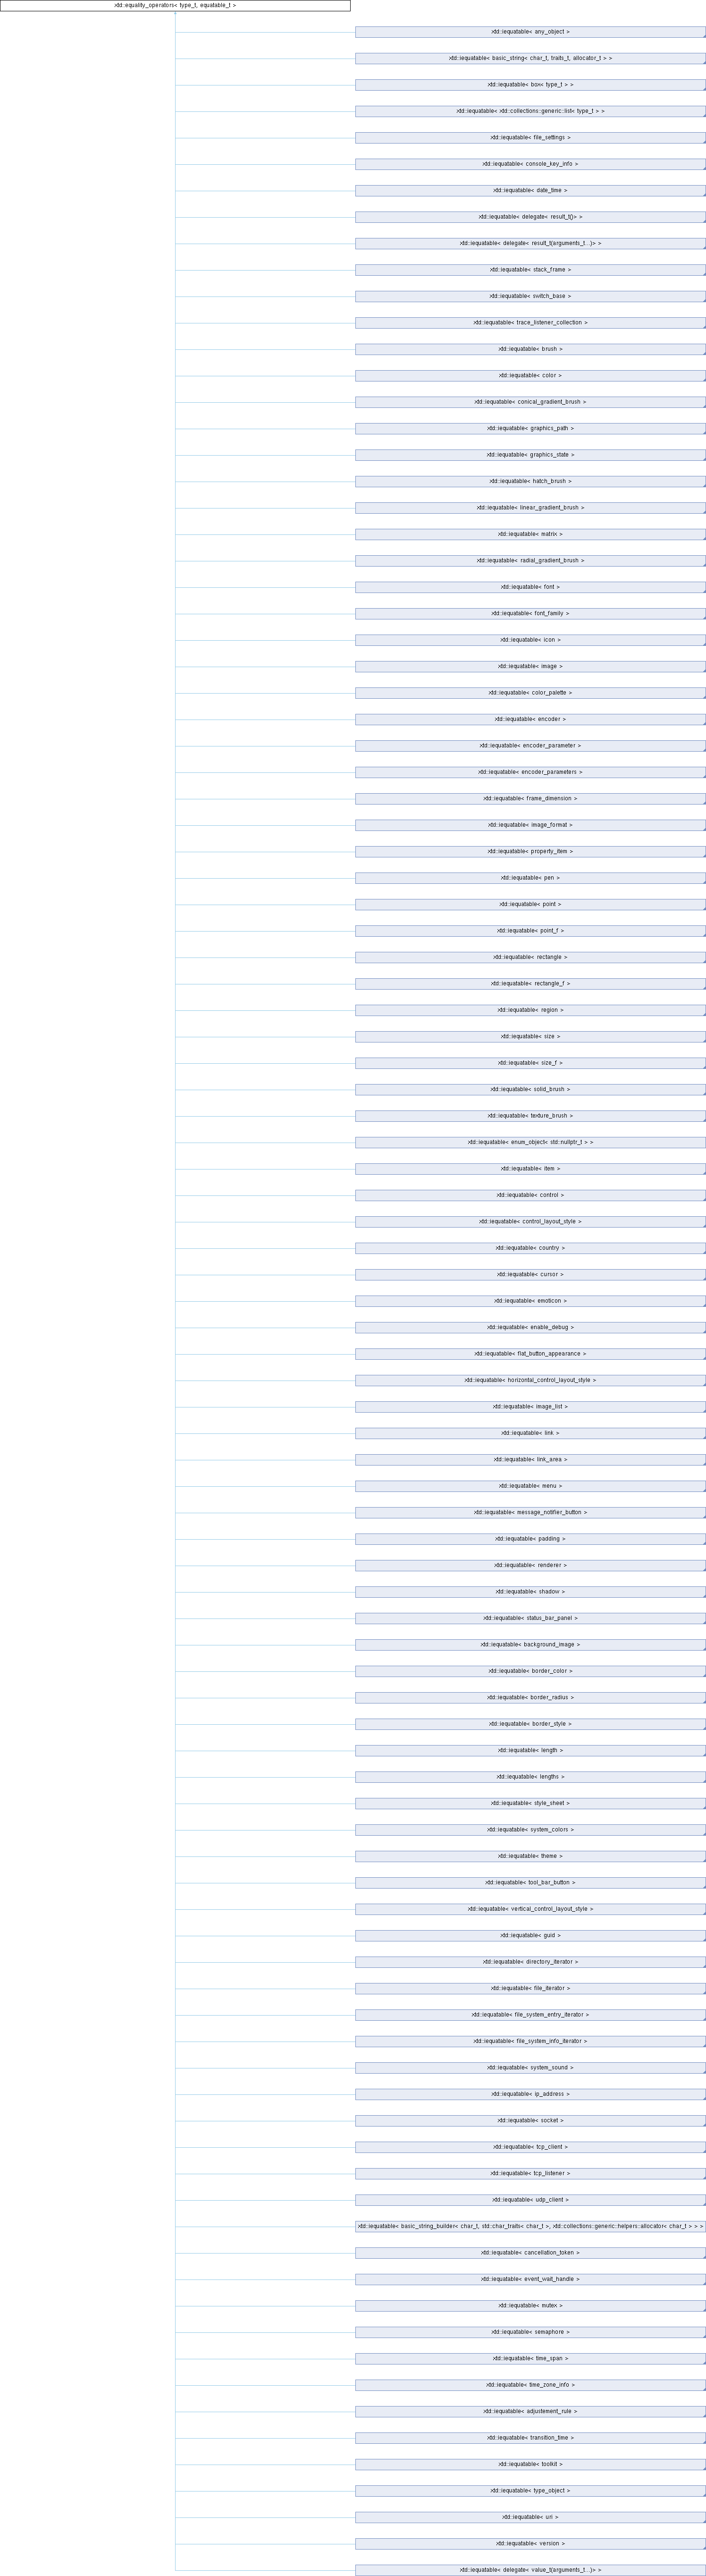 xtd::equality_operators< type_t, equatable_t >
xtd::iequatable< any_object >
xtd::iequatable< basic_string< char_t, traits_t, allocator_t > >
xtd::iequatable< box< type_t > >
xtd::iequatable< xtd::collections::generic::list< type_t > >
xtd::iequatable< file_settings >
xtd::iequatable< console_key_info >
xtd::iequatable< date_time >
xtd::iequatable< delegate< result_t()> >
xtd::iequatable< delegate< result_t(arguments_t...)> >
xtd::iequatable< stack_frame >
xtd::iequatable< switch_base >
xtd::iequatable< trace_listener_collection >
xtd::iequatable< brush >
xtd::iequatable< color >
xtd::iequatable< conical_gradient_brush >
xtd::iequatable< graphics_path >
xtd::iequatable< graphics_state >
xtd::iequatable< hatch_brush >
xtd::iequatable< linear_gradient_brush >
xtd::iequatable< matrix >
xtd::iequatable< radial_gradient_brush >
xtd::iequatable< font >
xtd::iequatable< font_family >
xtd::iequatable< icon >
xtd::iequatable< image >
xtd::iequatable< color_palette >
xtd::iequatable< encoder >
xtd::iequatable< encoder_parameter >
xtd::iequatable< encoder_parameters >
xtd::iequatable< frame_dimension >
xtd::iequatable< image_format >
xtd::iequatable< property_item >
xtd::iequatable< pen >
xtd::iequatable< point >
xtd::iequatable< point_f >
xtd::iequatable< rectangle >
xtd::iequatable< rectangle_f >
xtd::iequatable< region >
xtd::iequatable< size >
xtd::iequatable< size_f >
xtd::iequatable< solid_brush >
xtd::iequatable< texture_brush >
xtd::iequatable< enum_object< std::nullptr_t > >
xtd::iequatable< item >
xtd::iequatable< control >
xtd::iequatable< control_layout_style >
xtd::iequatable< country >
xtd::iequatable< cursor >
xtd::iequatable< emoticon >
xtd::iequatable< enable_debug >
xtd::iequatable< flat_button_appearance >
xtd::iequatable< horizontal_control_layout_style >
xtd::iequatable< image_list >
xtd::iequatable< link >
xtd::iequatable< link_area >
xtd::iequatable< menu >
xtd::iequatable< message_notifier_button >
xtd::iequatable< padding >
xtd::iequatable< renderer >
xtd::iequatable< shadow >
xtd::iequatable< status_bar_panel >
xtd::iequatable< background_image >
xtd::iequatable< border_color >
xtd::iequatable< border_radius >
xtd::iequatable< border_style >
xtd::iequatable< length >
xtd::iequatable< lengths >
xtd::iequatable< style_sheet >
xtd::iequatable< system_colors >
xtd::iequatable< theme >
xtd::iequatable< tool_bar_button >
xtd::iequatable< vertical_control_layout_style >
xtd::iequatable< guid >
xtd::iequatable< directory_iterator >
xtd::iequatable< file_iterator >
xtd::iequatable< file_system_entry_iterator >
xtd::iequatable< file_system_info_iterator >
xtd::iequatable< system_sound >
xtd::iequatable< ip_address >
xtd::iequatable< socket >
xtd::iequatable< tcp_client >
xtd::iequatable< tcp_listener >
xtd::iequatable< udp_client >
xtd::iequatable< basic_string_builder< char_t, std::char_traits< char_t >, xtd::collections::generic::helpers::allocator< char_t > > >
xtd::iequatable< cancellation_token >
xtd::iequatable< event_wait_handle >
xtd::iequatable< mutex >
xtd::iequatable< semaphore >
xtd::iequatable< time_span >
xtd::iequatable< time_zone_info >
xtd::iequatable< adjustement_rule >
xtd::iequatable< transition_time >
xtd::iequatable< toolkit >
xtd::iequatable< type_object >
xtd::iequatable< uri >
xtd::iequatable< version >
xtd::iequatable< delegate< value_t(arguments_t...)> >